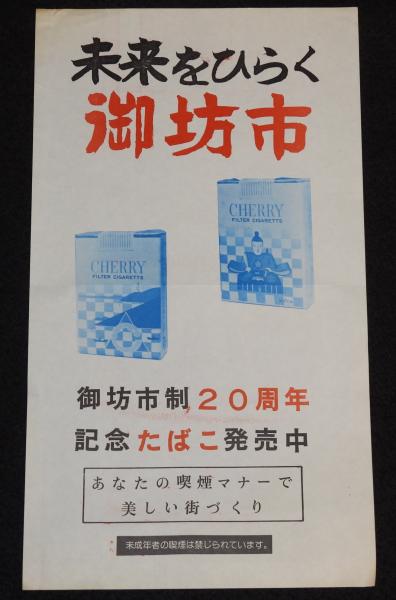 未来をひらく
御坊市
CHERRY
FILTER CIGARETTE
CHERRY
FILTER CIGARETTE
御坊市制20周年
記念たばこ発売中
あなたの喫煙マナーで
美しい街づくり
未成年者の喫煙は禁じられています。